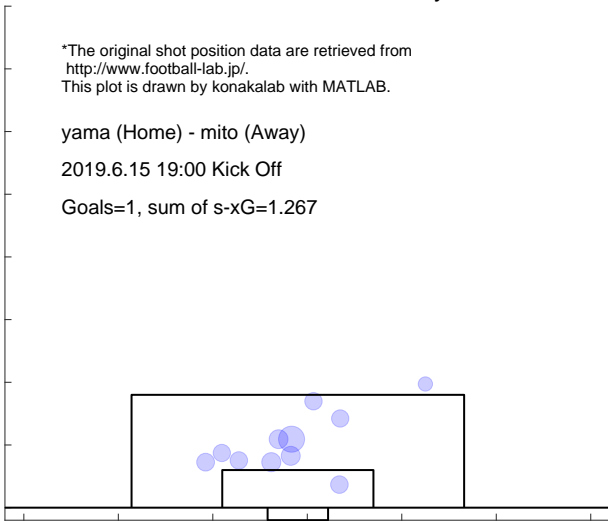 *The original shot position data are retrieved from
http://www.football-lab.jp/.
This plot is drawn by konakalab with MATLAB.
yama (Home) - mito (Away)
2019.6.15 19:00 Kick Off
Goals=1, sum of s-xG=1.267